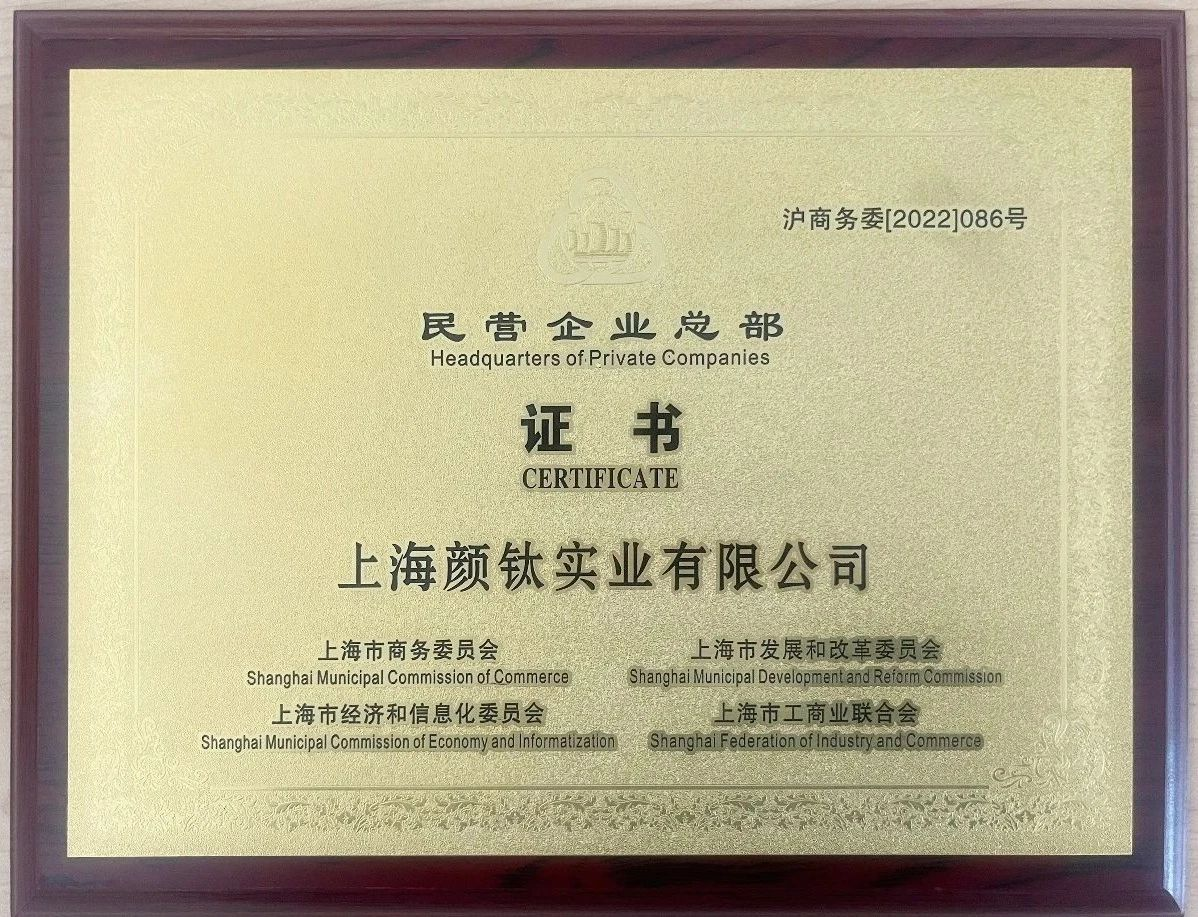 沪商务委[2022]086号
民营企业总部
Headquarters of Private Companies
证书
CERTIFICATE
上海颜钛实业有限公司
上海市商务委员会
Shanghai Municipal Commission of Commerce
上海市发展和改革委员会
Shanghai Municipal Development and Reform Commission
上海市经济和信息化委员会
Shanghai Municipal Commission of Economy and Informatization
上海市工商业联合会
Shanghai Federation of Industry and Commerce